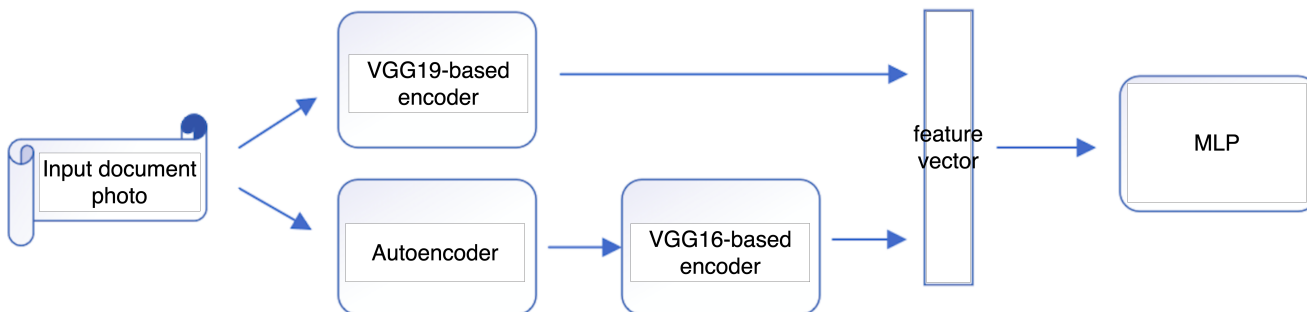 Input document
photo
VGG19-based
encoder
Autoencoder
VGG16-based
encoder
feature
vector
MLP